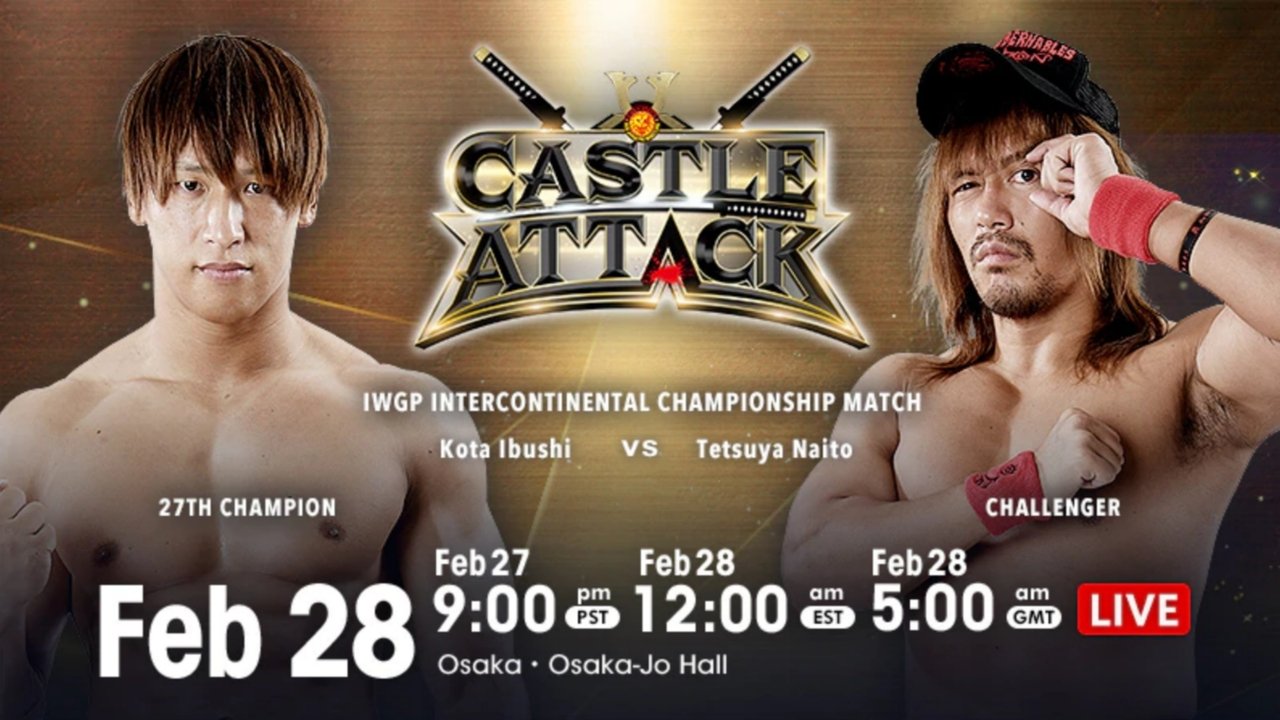 CASTLE
ATTACK
IWGP INTERCONTINENTAL CHAMPIONSHIP MATCH
Kota Ibushi VS Tetsuya Naito
27TH CHAMPION
CHALLENGER
Feb 28
Feb 27
9:00 pm PST
Feb 28
12:00 am EST
Feb 28
5:00 am GMT
LIVE
Osaka・Osaka-Jo Hall